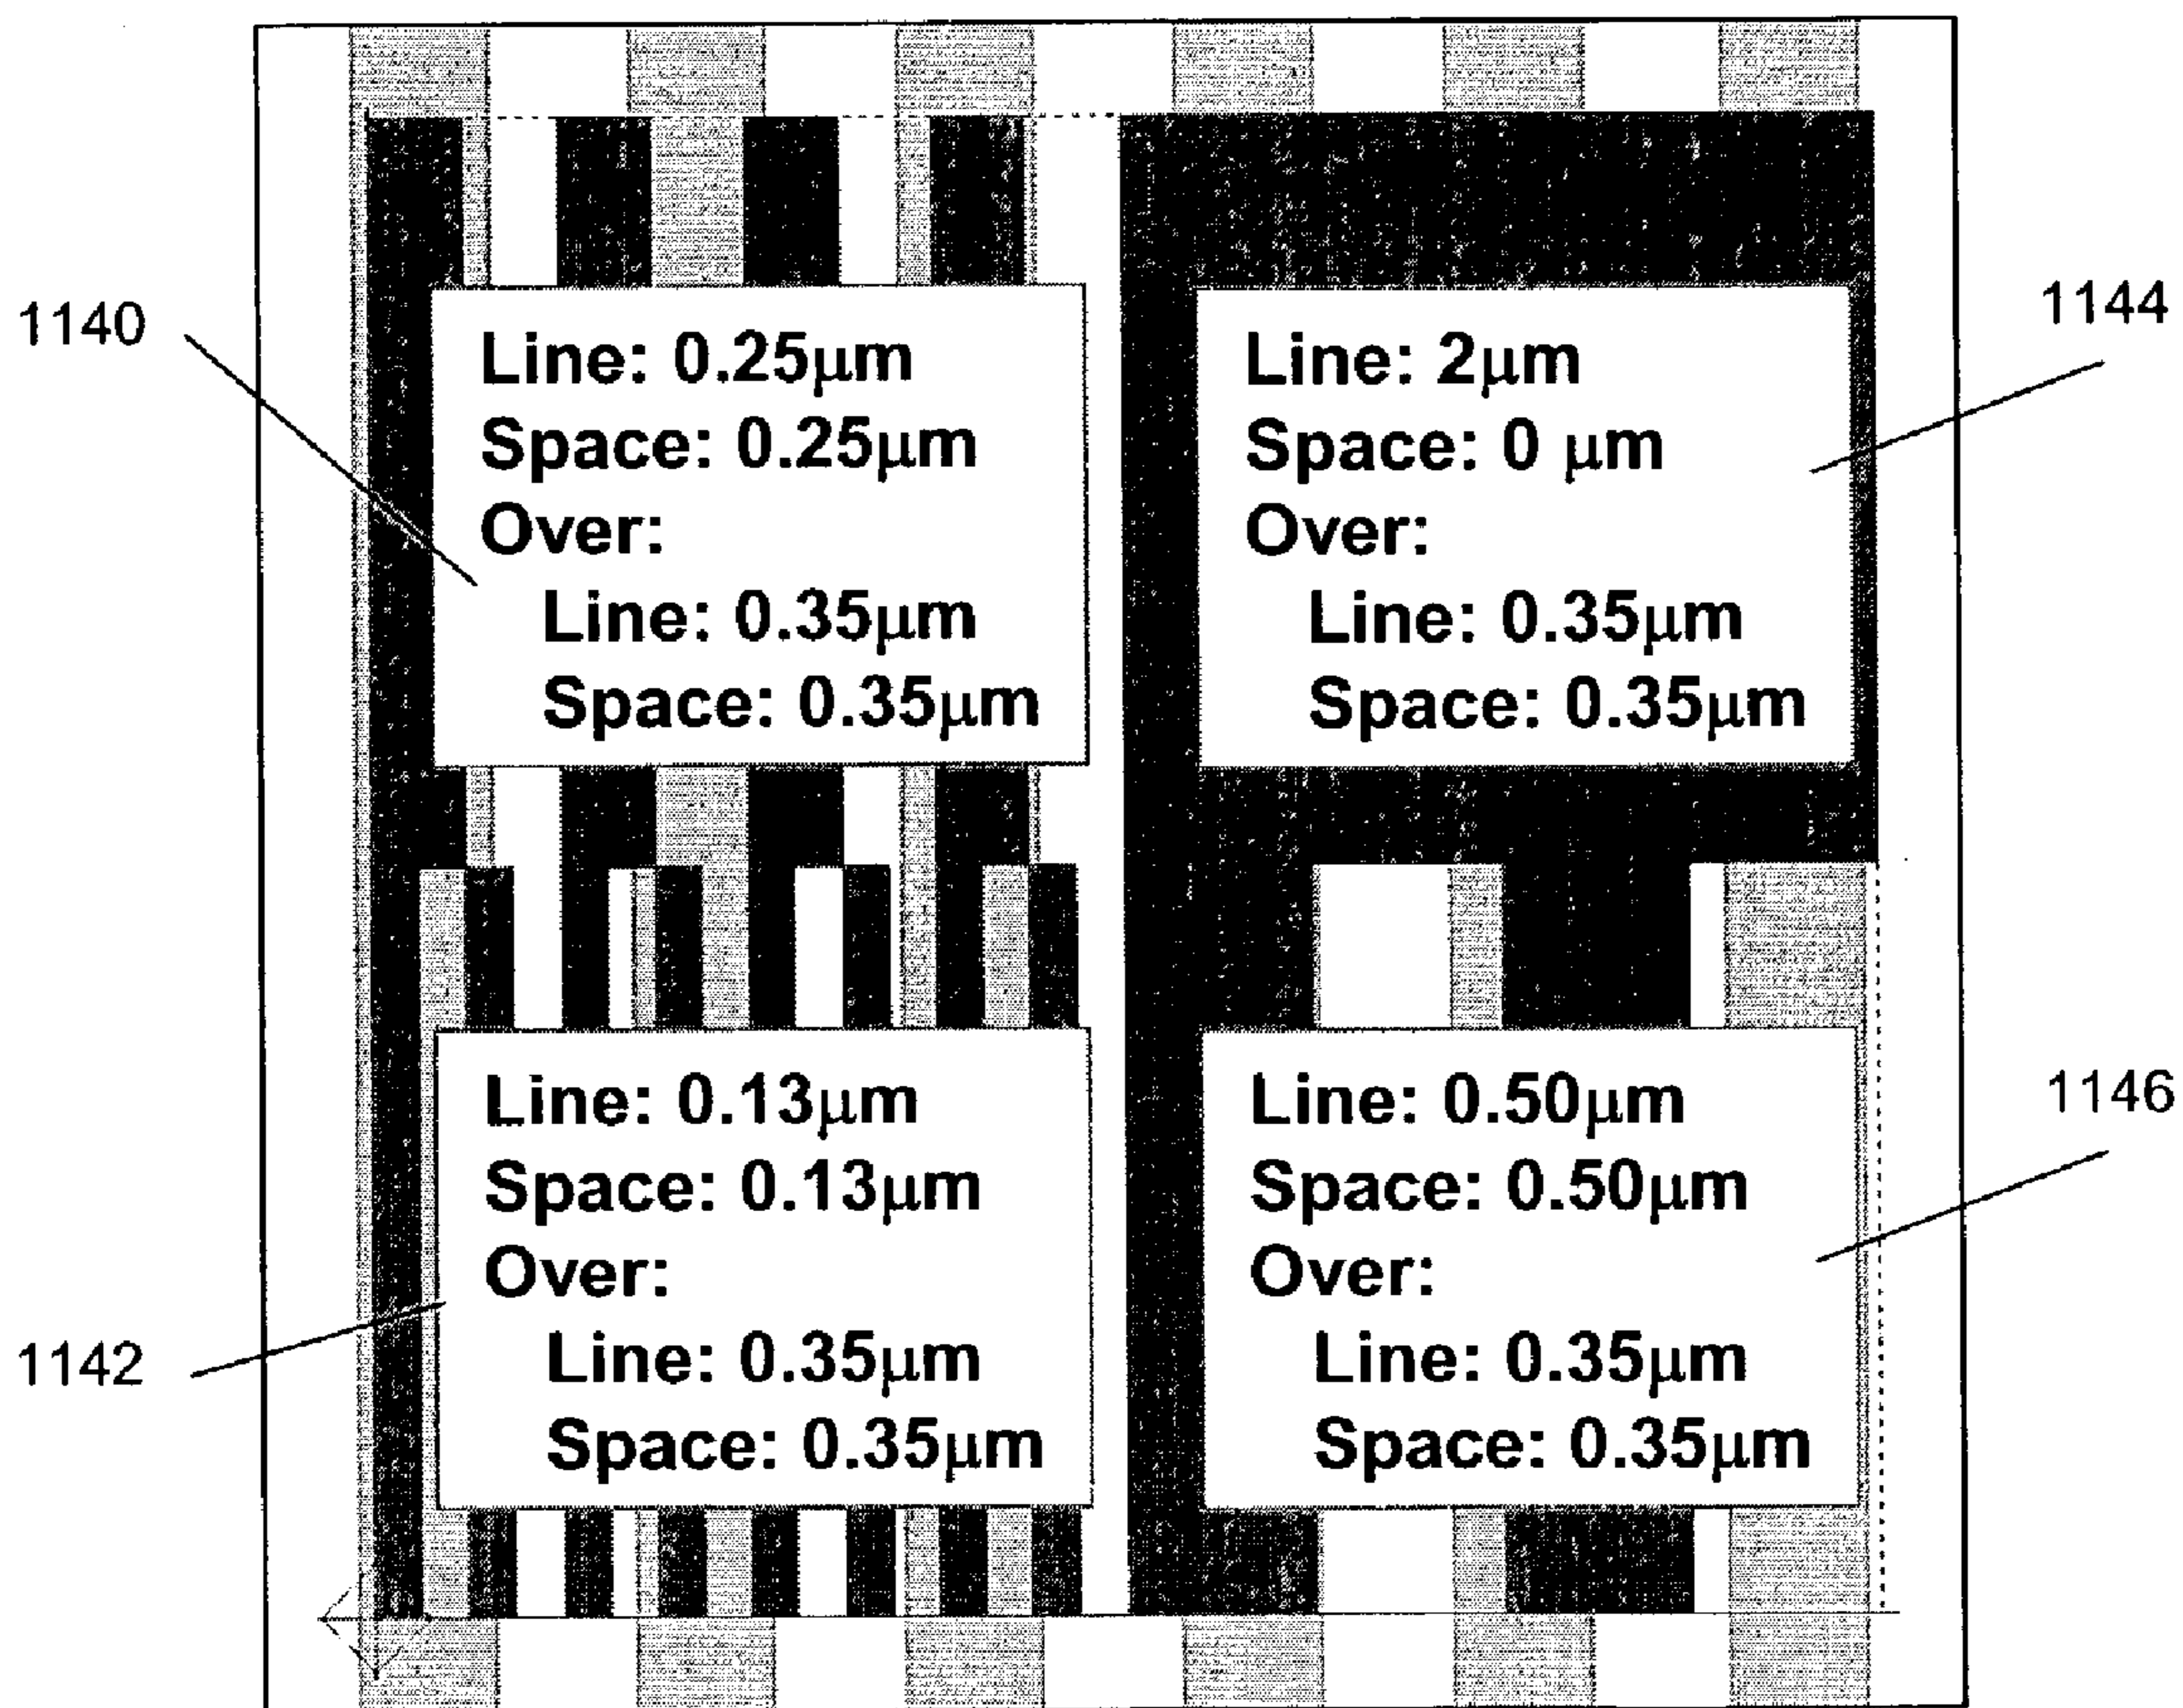 1140
Line: 0.25μm
Space: 0.25μm
Over:
Line: 0.35μm
Space: 0.35μm
1144
Line: 2μm
Space: 0 μm
Over:
Line: 0.35μm
Space: 0.35μm
1142
Line: 0.13μm
Space: 0.13μm
Over:
Line: 0.35μm
Space: 0.35μm
1146
Line: 0.50μm
Space: 0.50μm
Over:
Line: 0.35μm
Space: 0.35μm